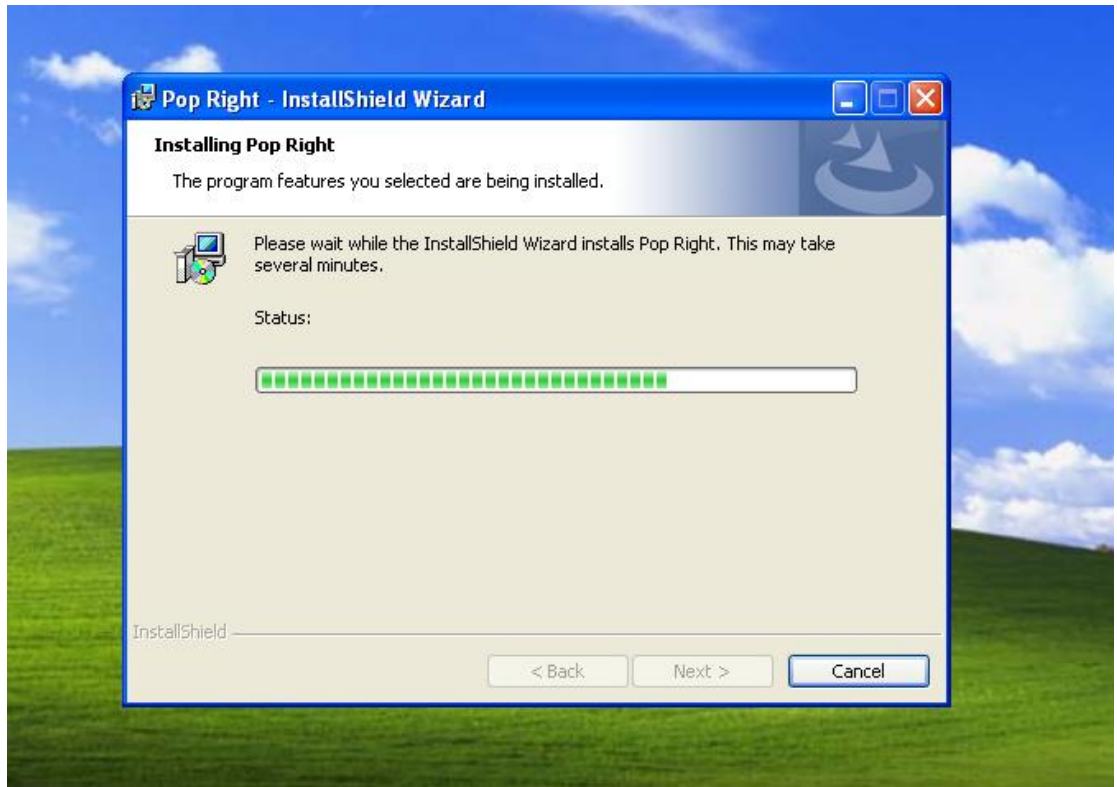 Pop Right - InstallShield Wizard
Installing Pop Right
The program features you selected are being installed.
Please wait while the InstallShield Wizard installs Pop Right. This may take
several minutes.
Status:
InstallShield
< Back
Next >
Cancel